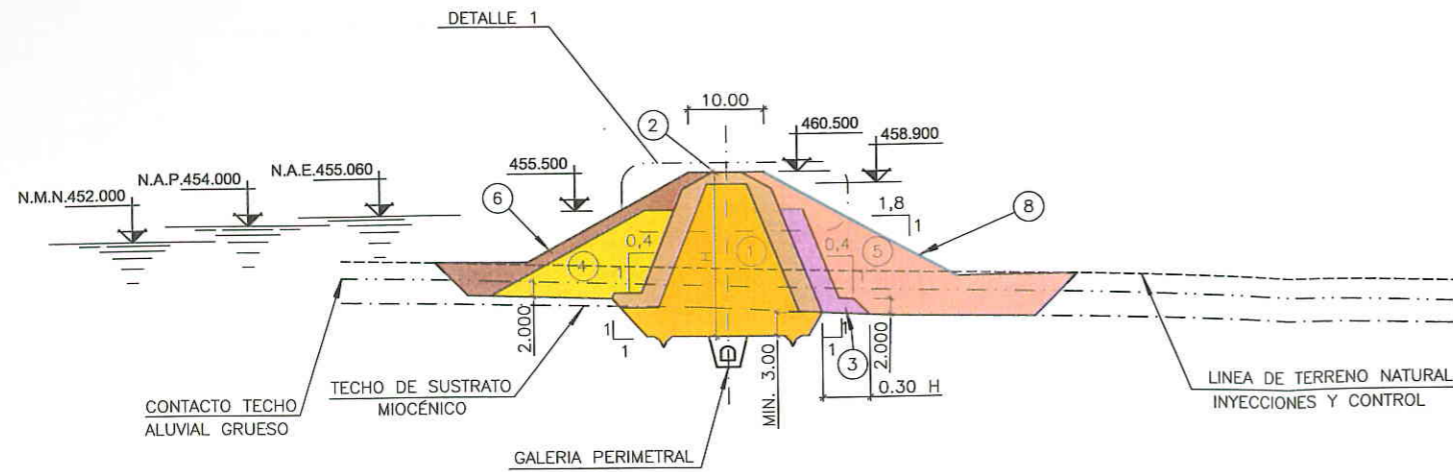 DETALLE 1
10.00
2
460.500
458.900
455.500
N.A.E.455.060
N.A.P.454.000
N.M.N.452.000
6
1,8
1
8
0,4
1
0,4
4
5
H
2.000
1
1
MIN. 3.00
1
1
3
2.000
0.30 H
CONTACTO TECHO
ALUVIAL GRUESO
TECHO DE SUSTRATO
MIOCÉNICO
GALERIA PERIMETRAL
LINEA DE TERRENO NATURAL
INYECCIONES Y CONTROL